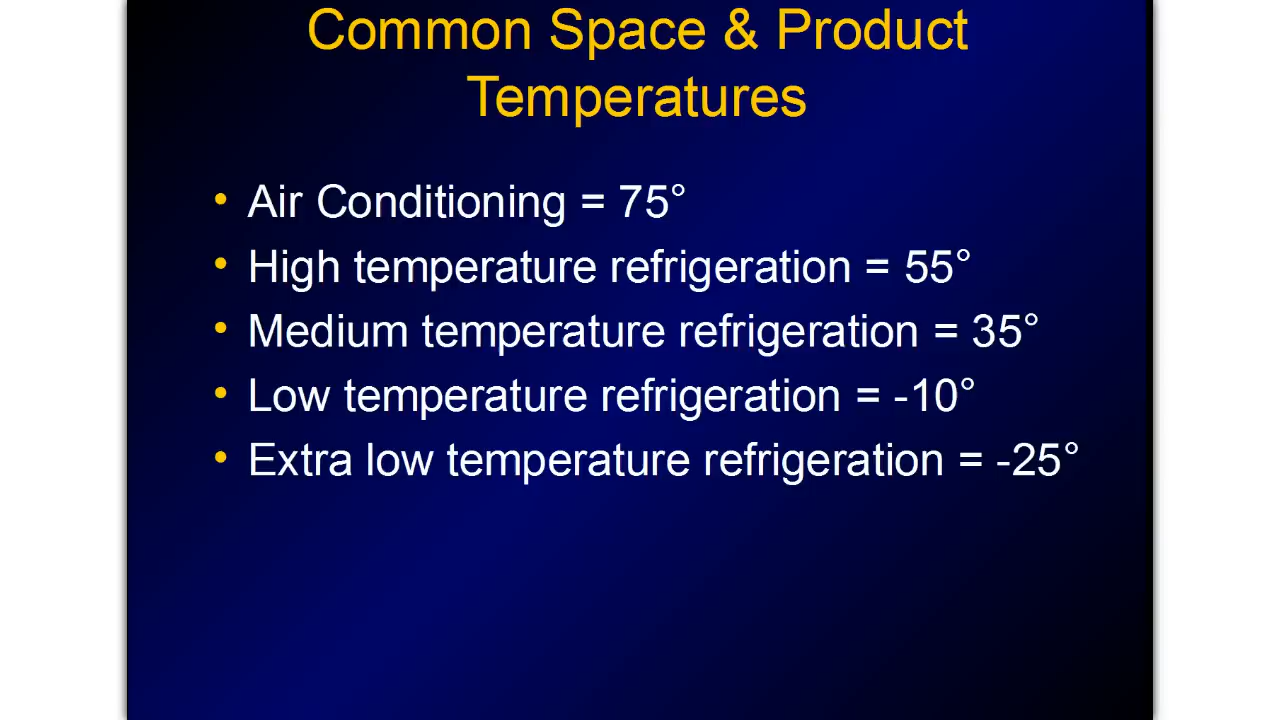 Common Space & Product
Temperatures
• Air Conditioning = 75°
• High temperature refrigeration = 55°
• Medium temperature refrigeration = 35°
• Low temperature refrigeration = -10°
• Extra low temperature refrigeration = -25°